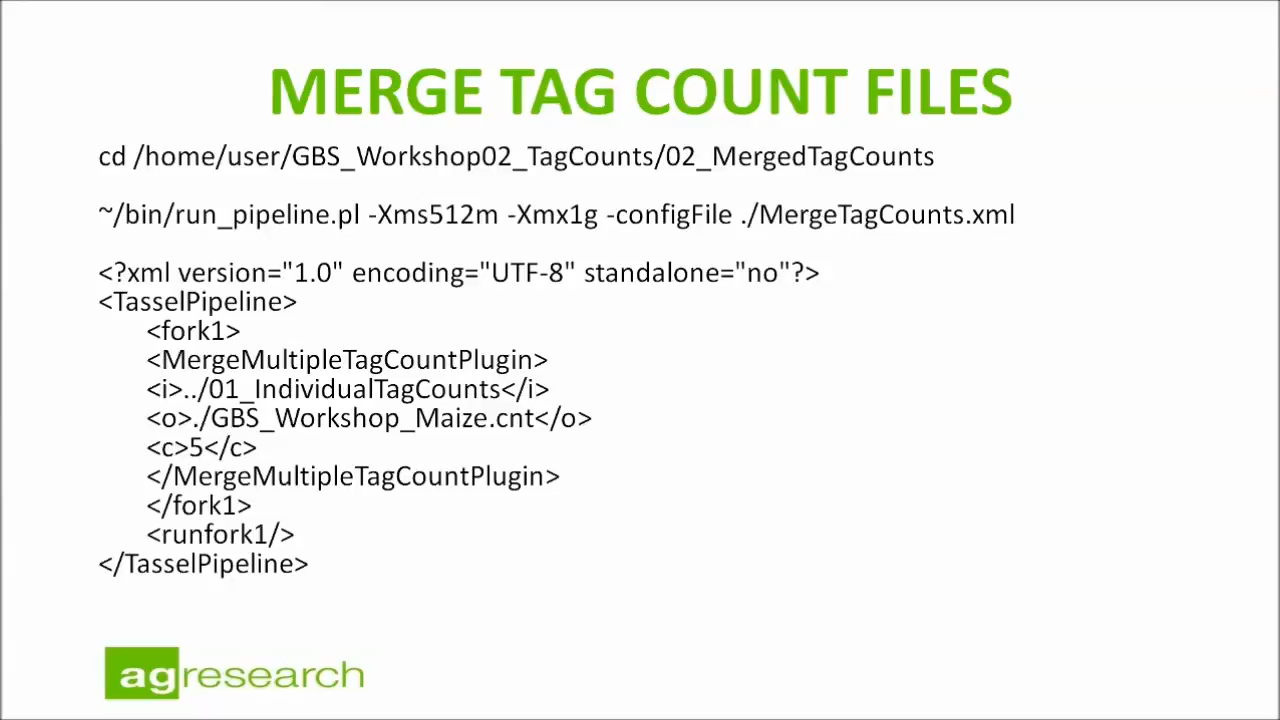 MERGE TAG COUNT FILES
cd /home/user/GBS_Workshop02_TagCounts/02_MergedTagCounts
~/bin/run_pipeline.pl -Xms512m -Xmx1g -configFile ./MergeTagCounts.xml
<?xml version="1.0" encoding="UTF-8" standalone="no"?>
<TasselPipeline>
<fork1>
<MergeMultipleTagCountPlugin>
<i>../01_IndividualTagCounts</i>
<o>./GBS_Workshop_Maize.cnt</o>
<c>5</c>
</MergeMultipleTagCountPlugin>
</fork1>
<runfork1/>
</TasselPipeline>
agresearch